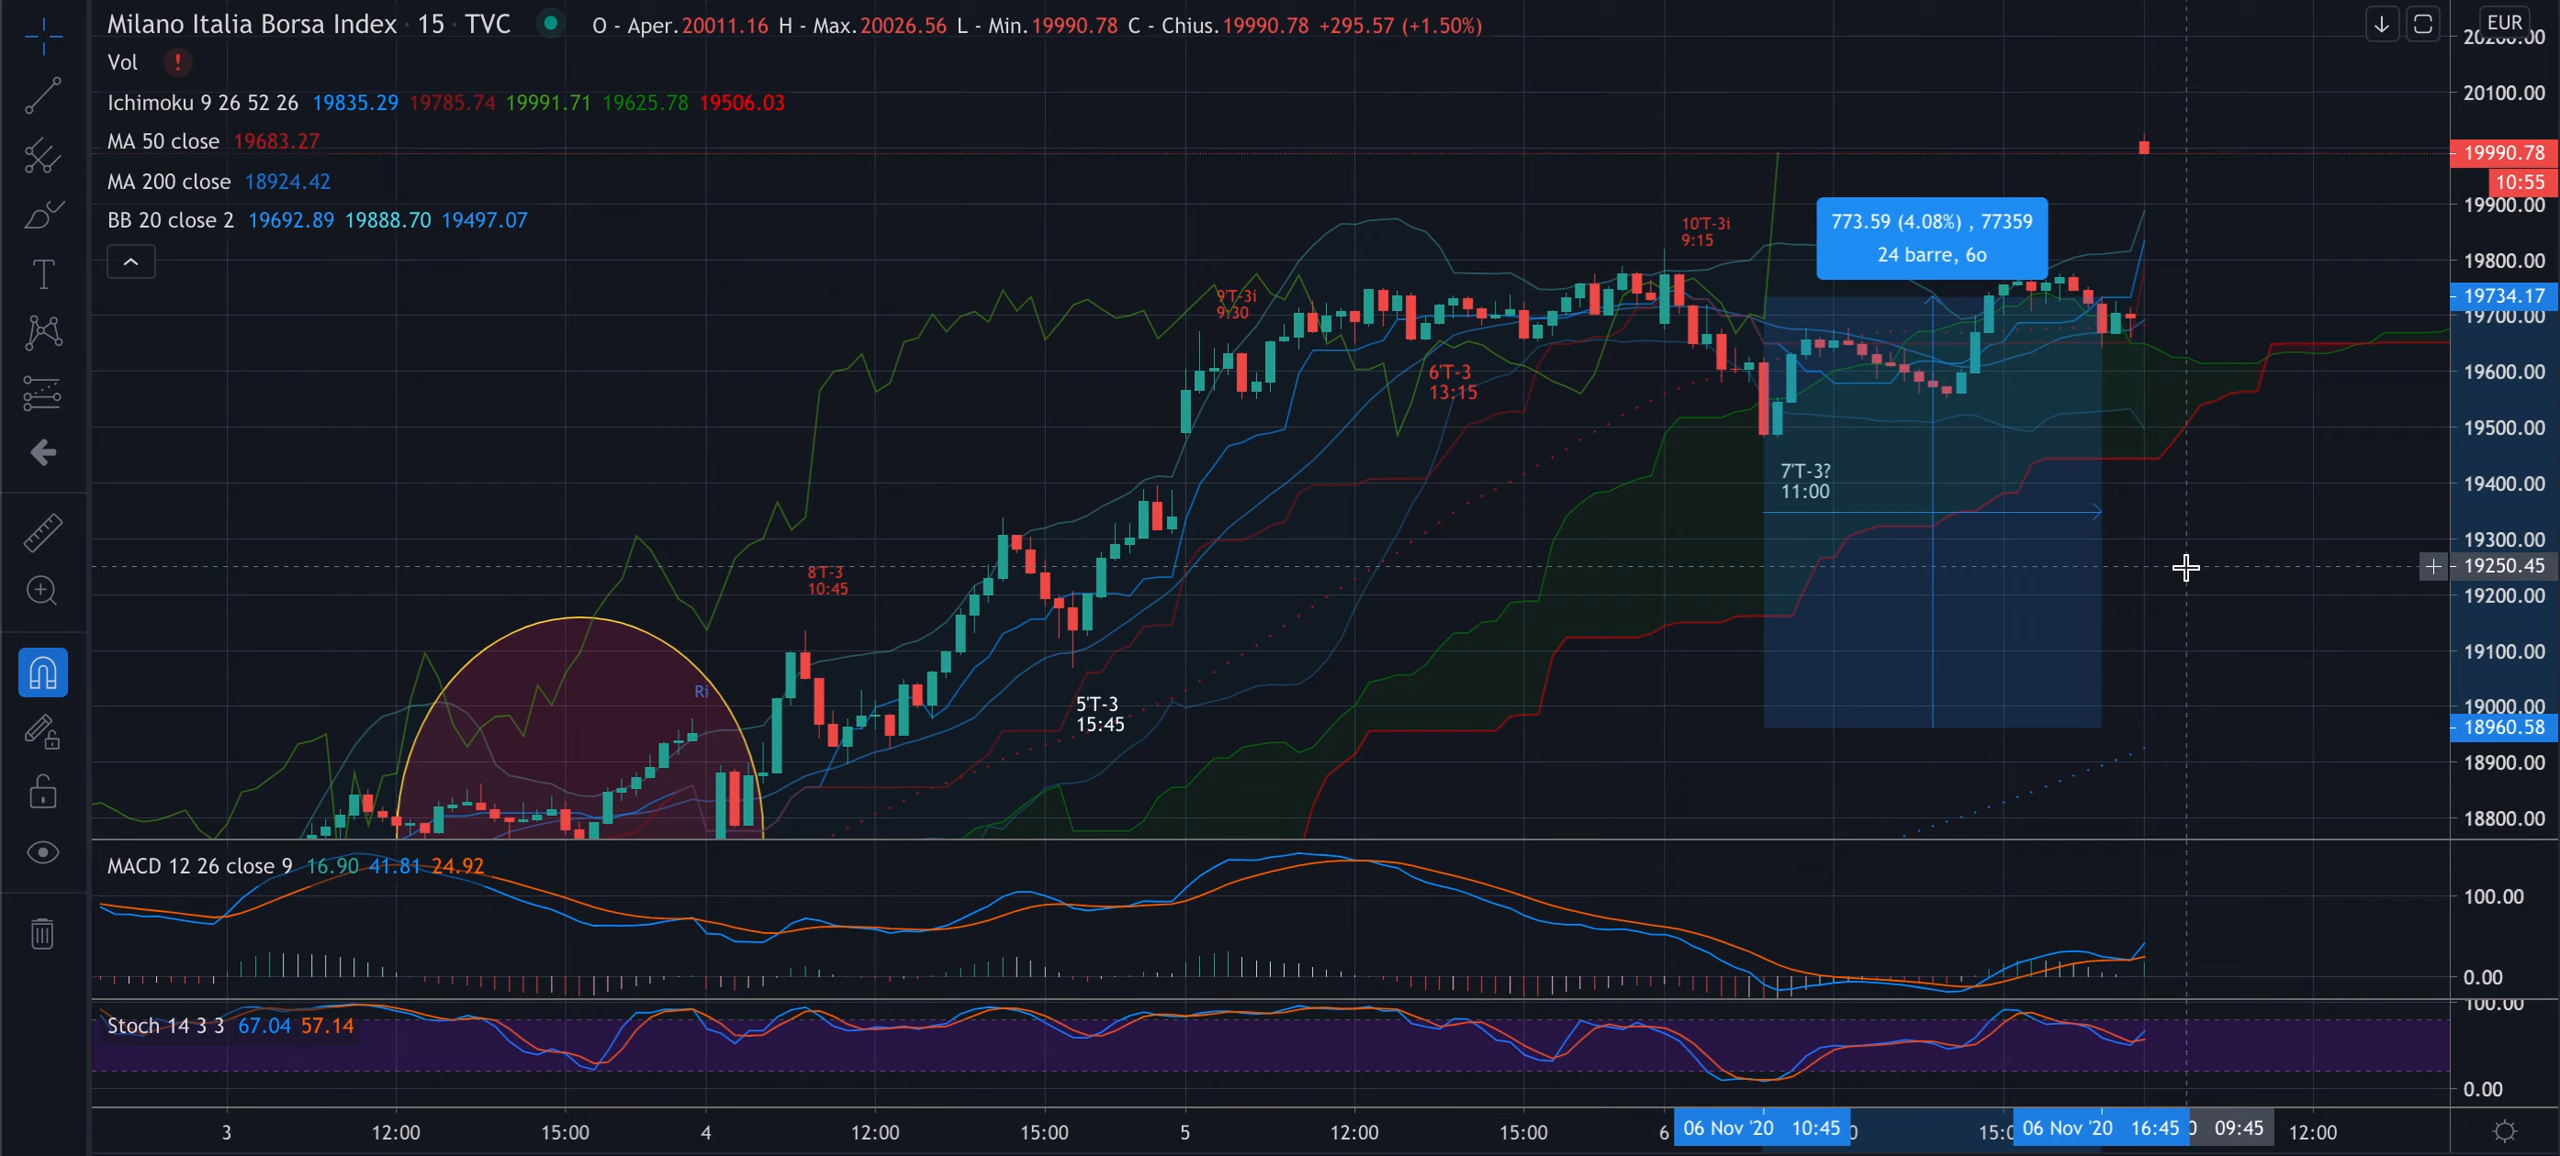 Milano Italia Borsa Index · 15 · TVC O - Aper.20011.16 H - Max.20026.56 L - Min.19990.78 C - Chius.19990.78 +295.57 (+1.50%)
EUR
Vol !
Ichimoku 9 26 52 26 19835.29 19785.74 19991.71 19625.78 19506.03
MA 50 close 19683.27
MA 200 close 18924.42
BB 20 close 2 19692.89 19888.70 19497.07
20100.00
19990.78
10:55
19900.00
19800.00
19734.17
19700.00
19600.00
19500.00
19400.00
19300.00
19250.45
19200.00
19100.00
19000.00
18960.58
18900.00
18800.00
773.59 (4.08%) , 77359
24 barre, 6o
10'T-3i
9:15
9'T-3i
9:30
6'T-3
13:15
7'T-3?
11:00
8'T-3
10:45
Ri
5'T-3
15:45
MACD 12 26 close 9 16.90 41.81 24.92
100.00
0.00
Stoch 14 3 3 67.04 57.14
100.00
0.00
3 12:00 15:00 4 12:00 15:00 5 12:00 15:00 6 06 Nov '20 10:45 06 Nov '20 16:45 09:45 12:00